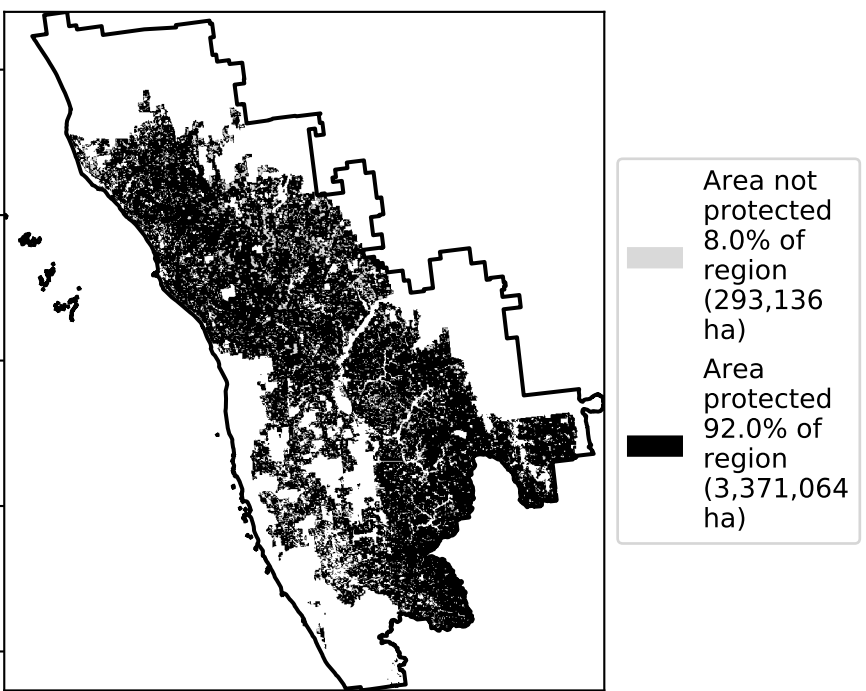 Area not
protected
8.0% of
region
(293,136
ha)
Area
protected
92.0% of
region
(3,371,064
ha)